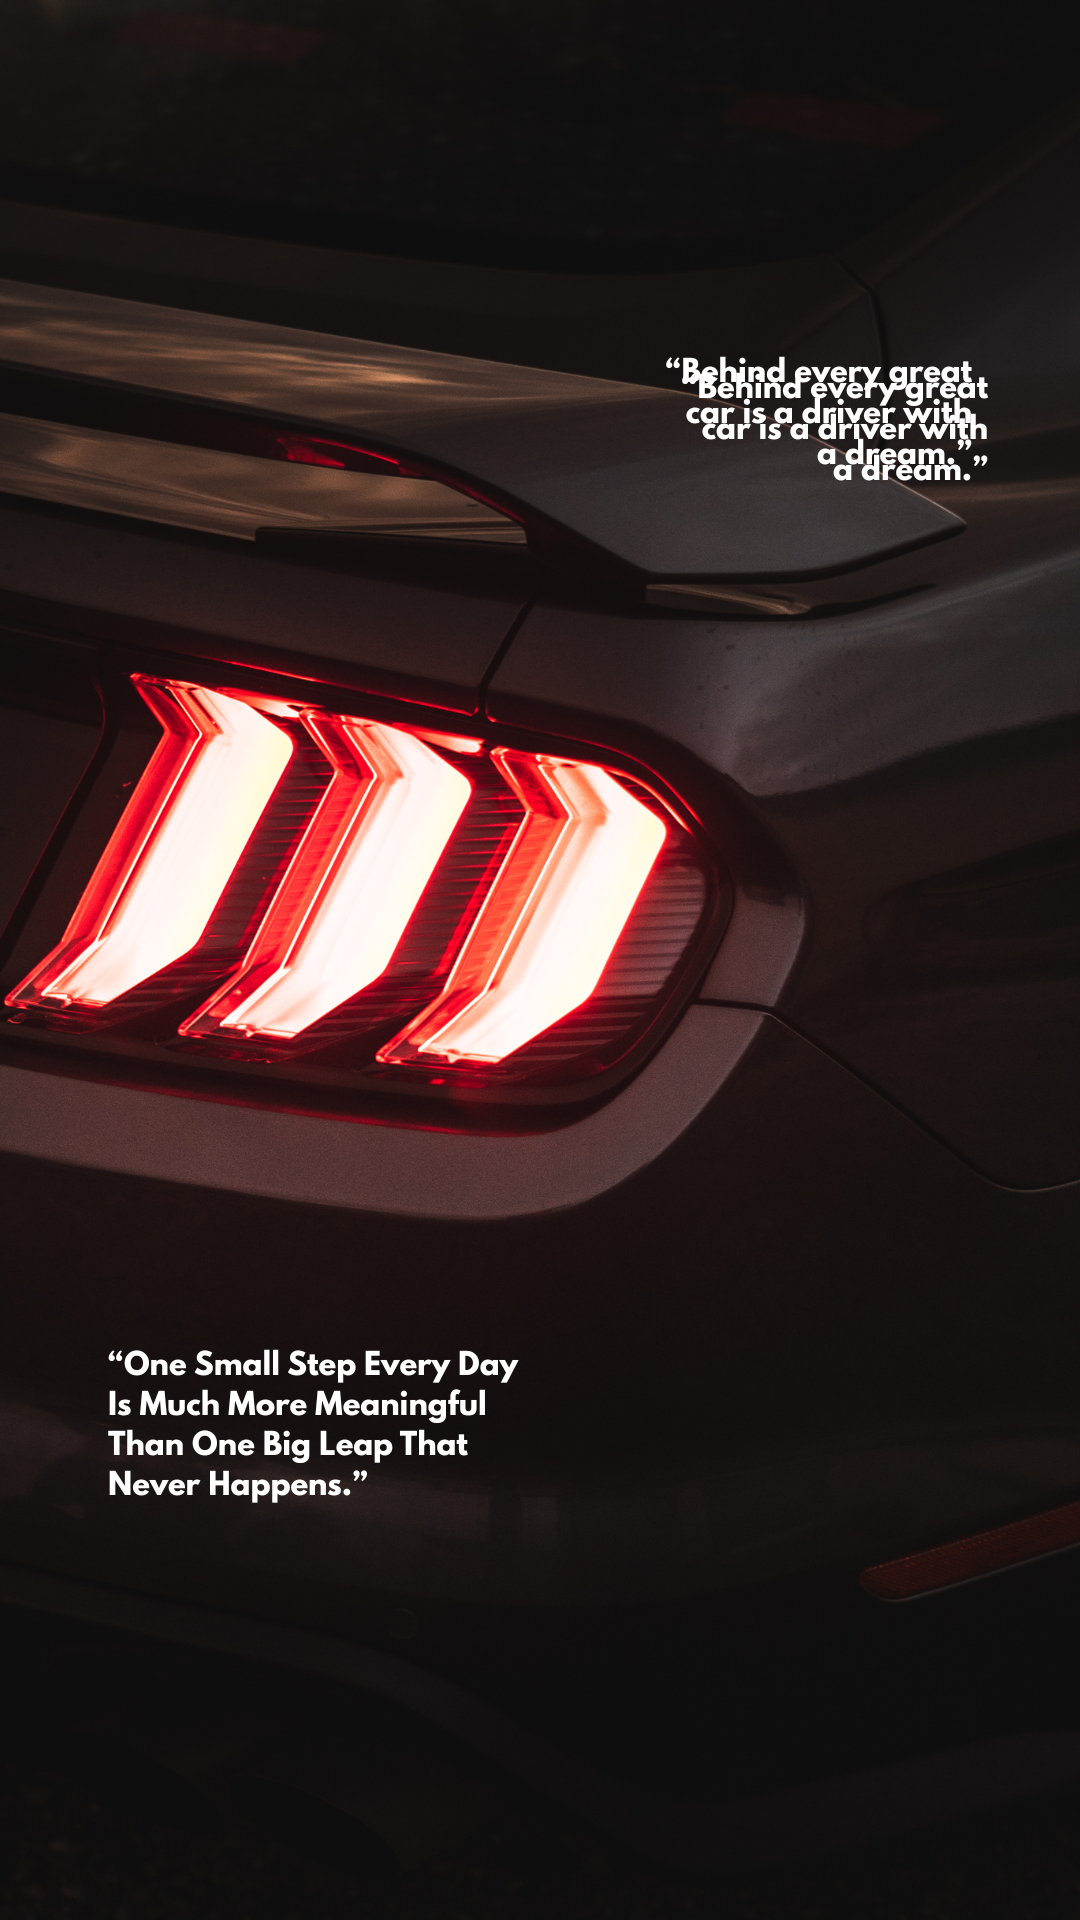 “Behind every great
car is a driver with
a dream.”
“Behind every great
car is a driver with
a dream.”
“One Small Step Every Day
Is Much More Meaningful
Than One Big Leap That
Never Happens.”